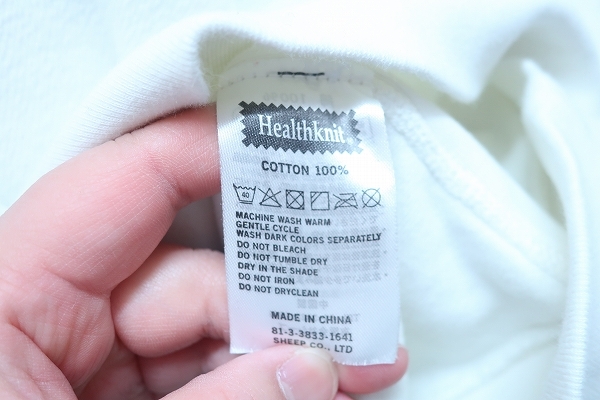 Healthknit
COTTON 100%
40
MACHINE WASH WARM
GENTLE CYCLE
WASH DARK COLORS SEPARATELY
DO NOT BLEACH
DO NOT TUMBLE DRY
DRY IN THE SHADE
DO NOT IRON
DO NOT DRYCLEAN
MADE IN CHINA
81-3-3833-1641
SHEEP CO., LTD